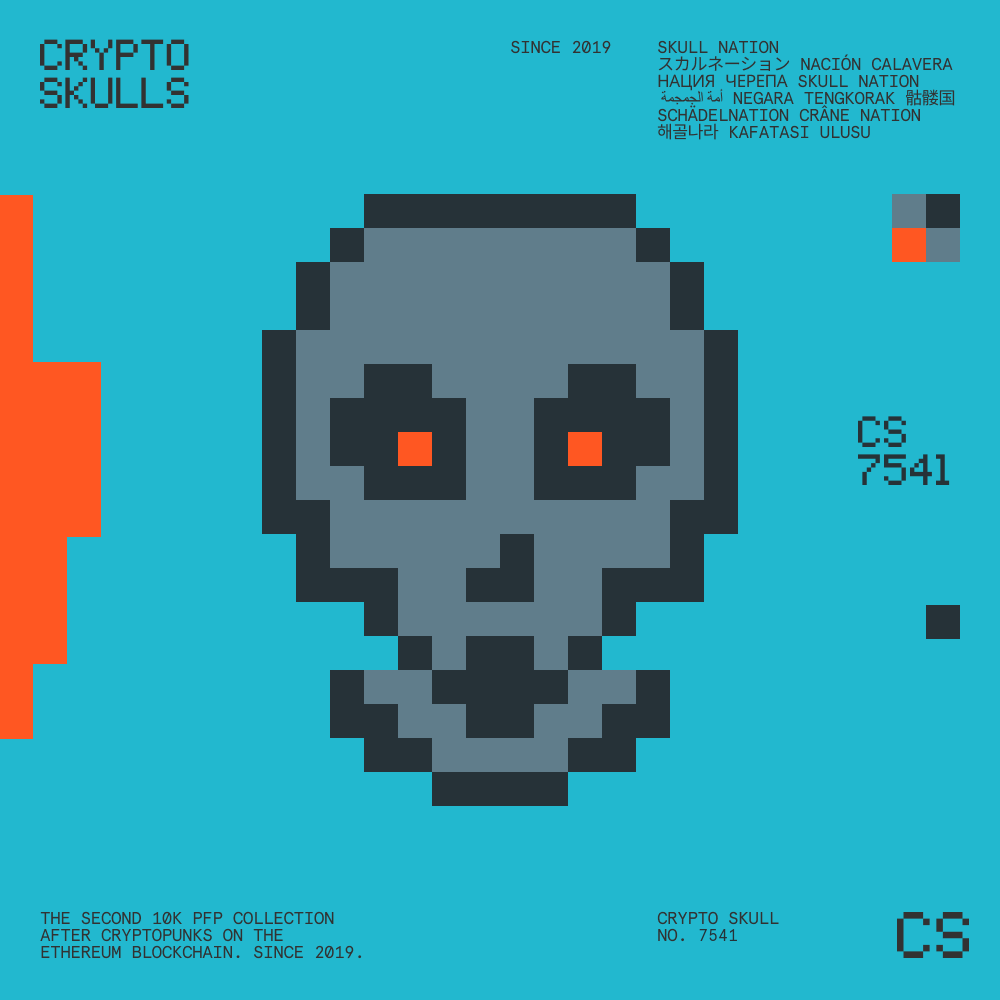 CRYPTO
SKULLS
SINCE 2019
SKULL NATION
スカルネーション NACIÓN CALAVERA
НАЦИЯ ЧЕРЕПА SKULL NATION
أمة الجمجمة NEGARA TENGKORAK 骷髅国
SCHÄDELNATION CRÂNE NATION
해골나라 KAFATASI ULUSU
CS
7541
THE SECOND 10K PFP COLLECTION
AFTER CRYPTOPUNKS ON THE
ETHEREUM BLOCKCHAIN. SINCE 2019.
CRYPTO SKULL
NO. 7541
CS